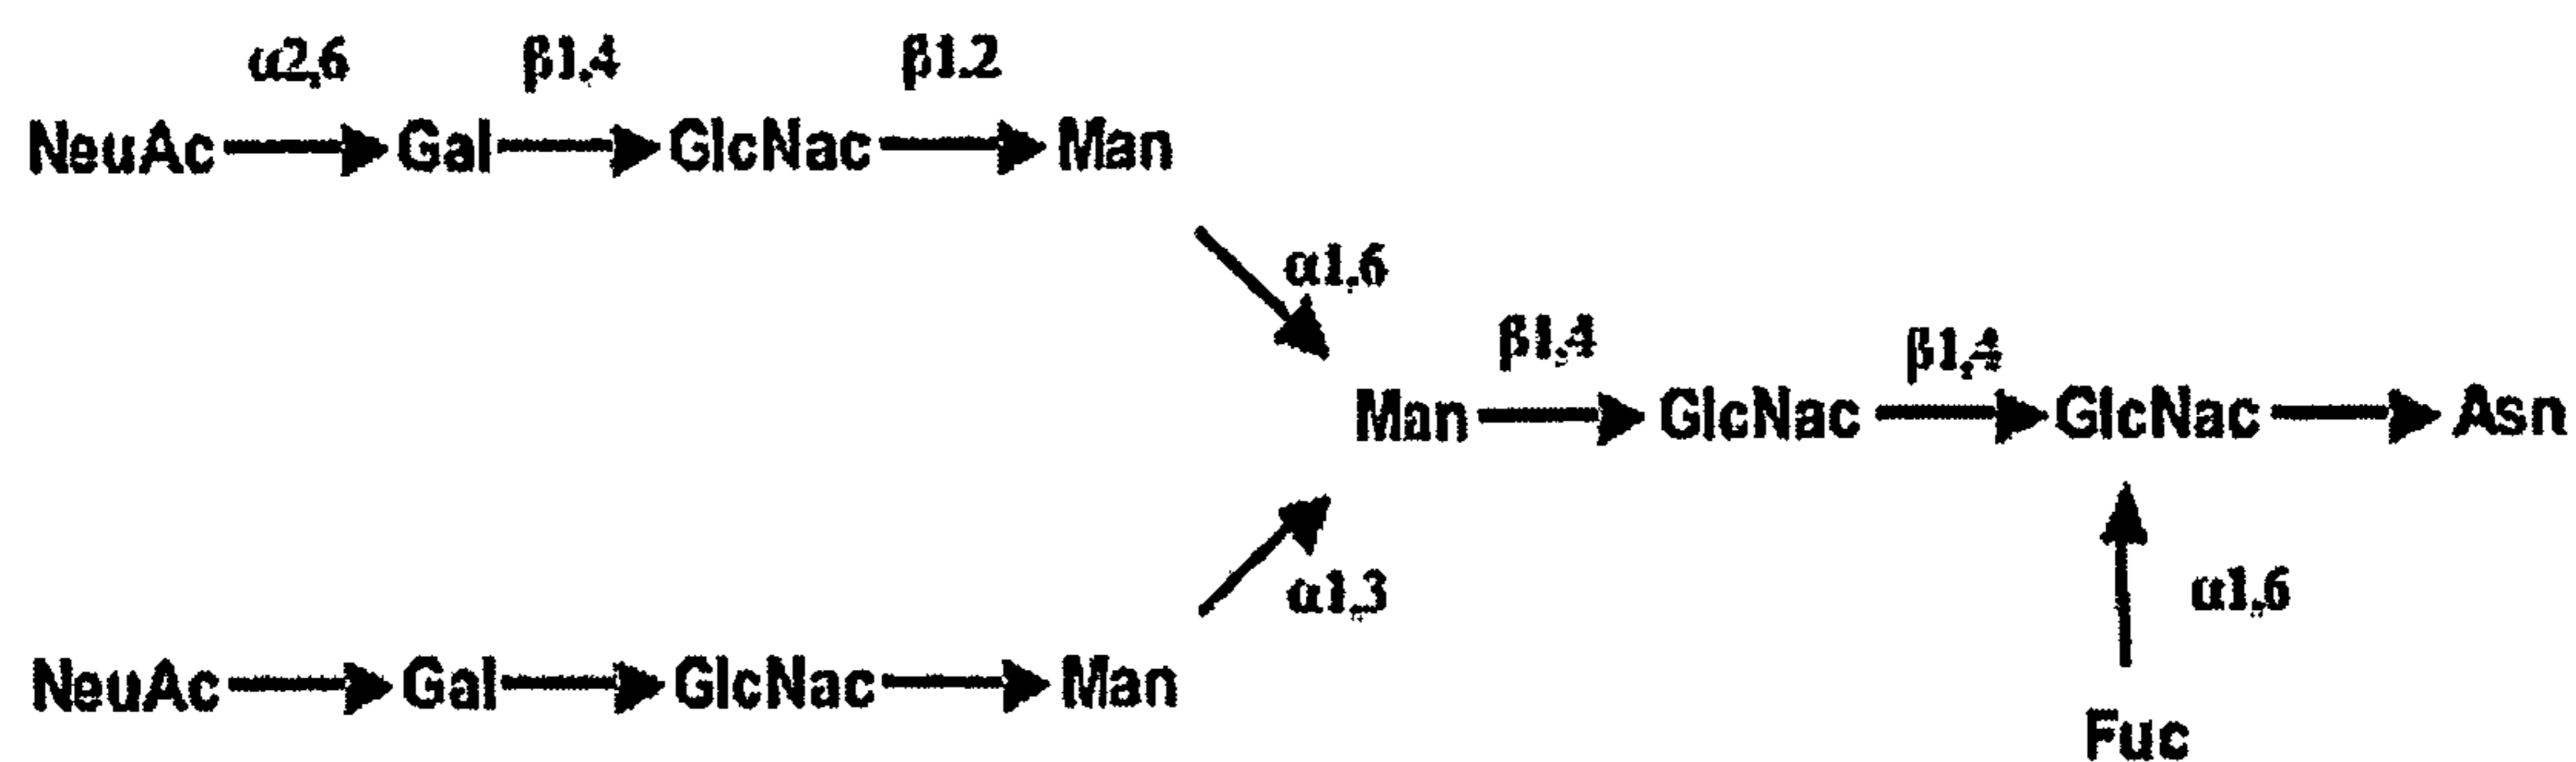 α2,6 β1,4 β1,2
NeuAc Gal GlcNac Man
α1,6
β1,4 β1,4
Man GlcNac GlcNac Asn
α1,3 α1,6
NeuAc Gal GlcNac Man
Fuc